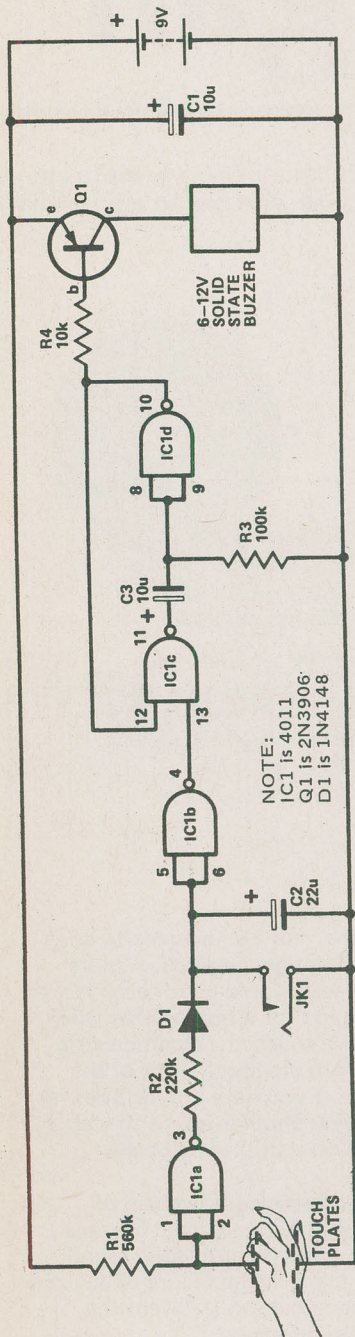 R1
560k
1
2
IC1a
3
TOUCH
PLATES
R2
220k
D1
JK1
+
C2
22u
5
6
IC1b
4
NOTE:
IC1 is 4011
Q1 is 2N3906
D1 is 1N4148
12
13
IC1c
11
+
C3
10u
R3
100k
8
9
IC1d
10
R4
10k
b
e
c
Q1
6–12V
SOLID
STATE
BUZZER
+
C1
10u
+
9V